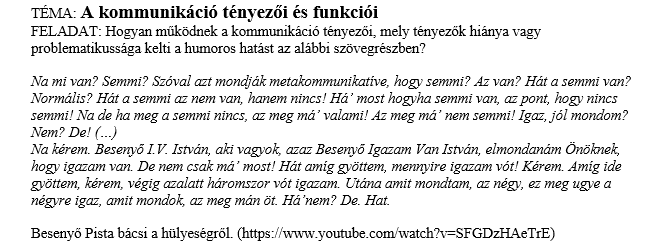 TÉMA: A kommunikáció tényezői és funkciói
FELADAT: Hogyan működnek a kommunikáció tényezői, mely tényezők hiánya vagy
problematikussága kelti a humoros hatást az alábbi szövegrészben?
Na mi van? Semmi? Szóval azt mondják metakommunikatíve, hogy semmi? Az van? Hát a semmi van?
Normális? Hát a semmi az nem van, hanem nincs! Há’ most hogyha semmi van, az pont, hogy nincs
semmi! Na de ha meg a semmi nincs, az meg má’ valami! Az meg má’ nem semmi! Igaz, jól mondom?
Nem? De! (...)
Na kérem. Besenyő I.V. István, aki vagyok, azaz Besenyő Igazam Van István, elmondanám Önöknek,
hogy igazam van. De nem csak má’ most! Hát amíg gyöttem, mennyire igazam vót! Kérem. Amíg ide
gyöttem, kérem, végig azalatt háromszor vót igazam. Utána amit mondtam, az négy, ez meg ugye a
négyre igaz, amit mondok, az meg mán öt. Há’nem? De. Hat.
Besenyő Pista bácsi a hülyeségről. (https://www.youtube.com/watch?v=SFGDzHAeTrE)